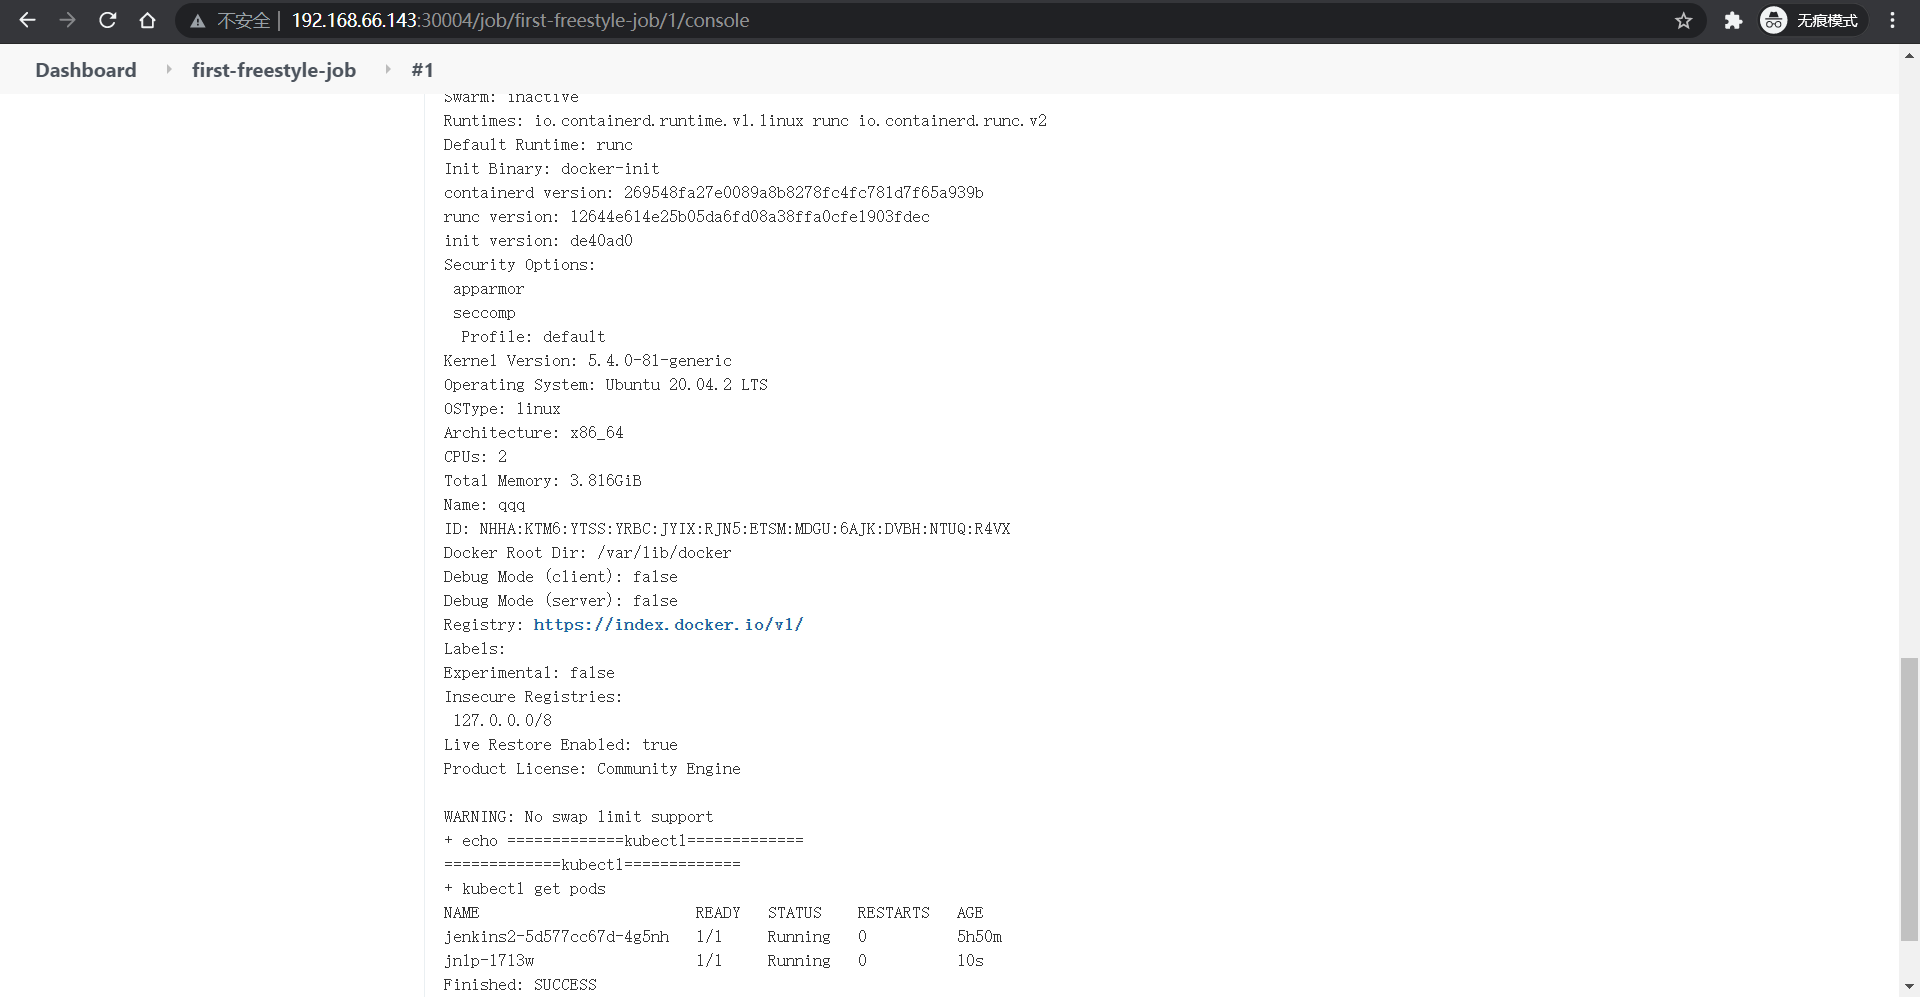 不安全 | 192.168.66.143:30004/job/first-freestyle-job/1/console
无痕模式
Dashboard first-freestyle-job #1
Swarm: inactive
Runtimes: io.containerd.runtime.v1.linux runc io.containerd.runc.v2
Default Runtime: runc
Init Binary: docker-init
containerd version: 269548fa27e0089a8b8278fc4fc781d7f65a939b
runc version: 12644e614e25b05da6fd08a38ffa0cfe1903fdec
init version: de40ad0
Security Options:
apparmor
seccomp
Profile: default
Kernel Version: 5.4.0-81-generic
Operating System: Ubuntu 20.04.2 LTS
OSType: linux
Architecture: x86_64
CPUs: 2
Total Memory: 3.816GiB
Name: qqq
ID: NHHA:KTM6:YTSS:YRBC:JYIX:RJN5:ETSM:MDGU:6AJK:DVBH:NTUQ:R4VX
Docker Root Dir: /var/lib/docker
Debug Mode (client): false
Debug Mode (server): false
Registry: https://index.docker.io/v1/
Labels:
Experimental: false
Insecure Registries:
127.0.0.0/8
Live Restore Enabled: true
Product License: Community Engine
WARNING: No swap limit support
+ echo =============kubectl=============
=============kubectl=============
+ kubectl get pods
NAME READY STATUS RESTARTS AGE
jenkins2-5d577cc67d-4g5nh 1/1 Running 0 5h50m
jnlp-1713w 1/1 Running 0 10s
Finished: SUCCESS